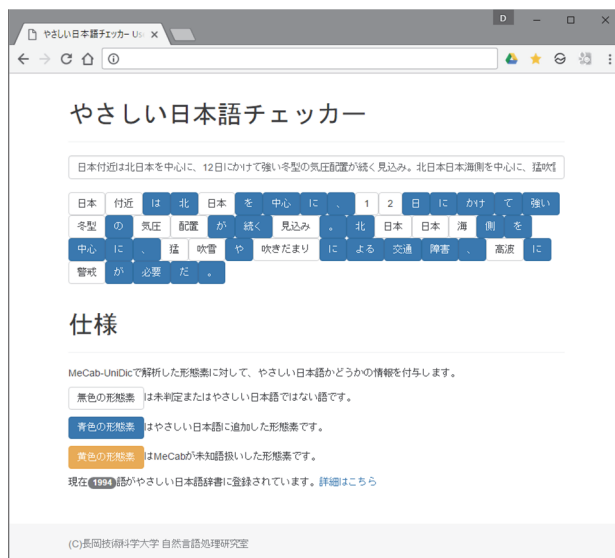 D
やさしい日本語チェッカー Use
やさしい日本語チェッカー
日本付近は北日本を中心に、12日にかけて強い冬型の気圧配置が続く見込み。北日本日本海側を中心に、猛吹雪
日本 付近 は 北 日本 を 中心 に 、 1 2 日 に かけ て 強い
冬型 の 気圧 配置 が 続く 見込み 。 北 日本 日本 海 側 を
中心 に 、 猛 吹雪 や 吹きだまり に よる 交通 障害 、 高波 に
警戒 が 必要 だ 。
仕様
MeCab-UniDicで解析した形態素に対して、やさしい日本語かどうかの情報を付与します。
無色の形態素 は未判定またはやさしい日本語ではない語です。
青色の形態素 はやさしい日本語に追加した形態素です。
黄色の形態素 はMeCabが未知語扱いした形態素です。
現在 1994 語がやさしい日本語辞書に登録されています。詳細はこちら
(C)長岡技術科学大学 自然言語処理研究室